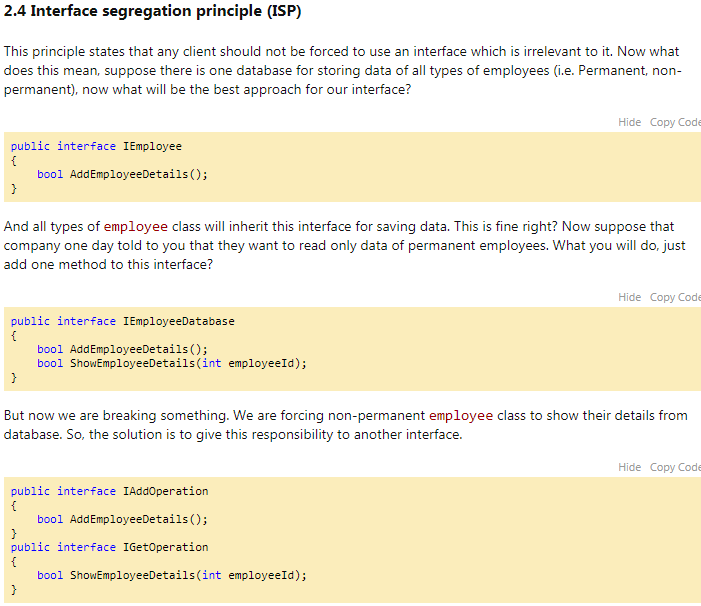 2.4 Interface segregation principle (ISP)
This principle states that any client should not be forced to use an interface which is irrelevant to it. Now what
does this mean, suppose there is one database for storing data of all types of employees (i.e. Permanent, non-
permanent), now what will be the best approach for our interface?
Hide Copy Code
public interface IEmployee
{
    bool AddEmployeeDetails();
}
And all types of employee class will inherit this interface for saving data. This is fine right? Now suppose that
company one day told to you that they want to read only data of permanent employees. What you will do, just
add one method to this interface?
Hide Copy Code
public interface IEmployeeDatabase
{
    bool AddEmployeeDetails();
    bool ShowEmployeeDetails(int employeeId);
}
But now we are breaking something. We are forcing non-permanent employee class to show their details from
database. So, the solution is to give this responsibility to another interface.
Hide Copy Code
public interface IAddOperation
{
    bool AddEmployeeDetails();
}
public interface IGetOperation
{
    bool ShowEmployeeDetails(int employeeId);
}